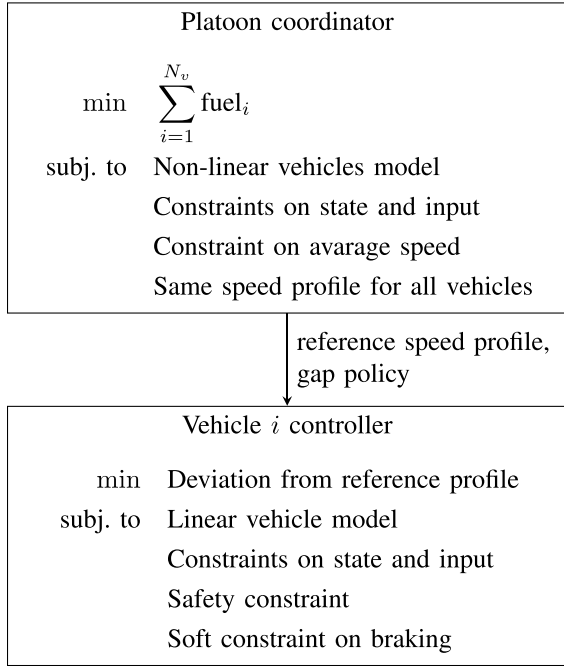 Platoon coordinator
N_v
min ∑ fuel_i
i=1
subj. to Non-linear vehicles model
Constraints on state and input
Constraint on avarage speed
Same speed profile for all vehicles
reference speed profile,
gap policy
Vehicle i controller
min Deviation from reference profile
subj. to Linear vehicle model
Constraints on state and input
Safety constraint
Soft constraint on braking